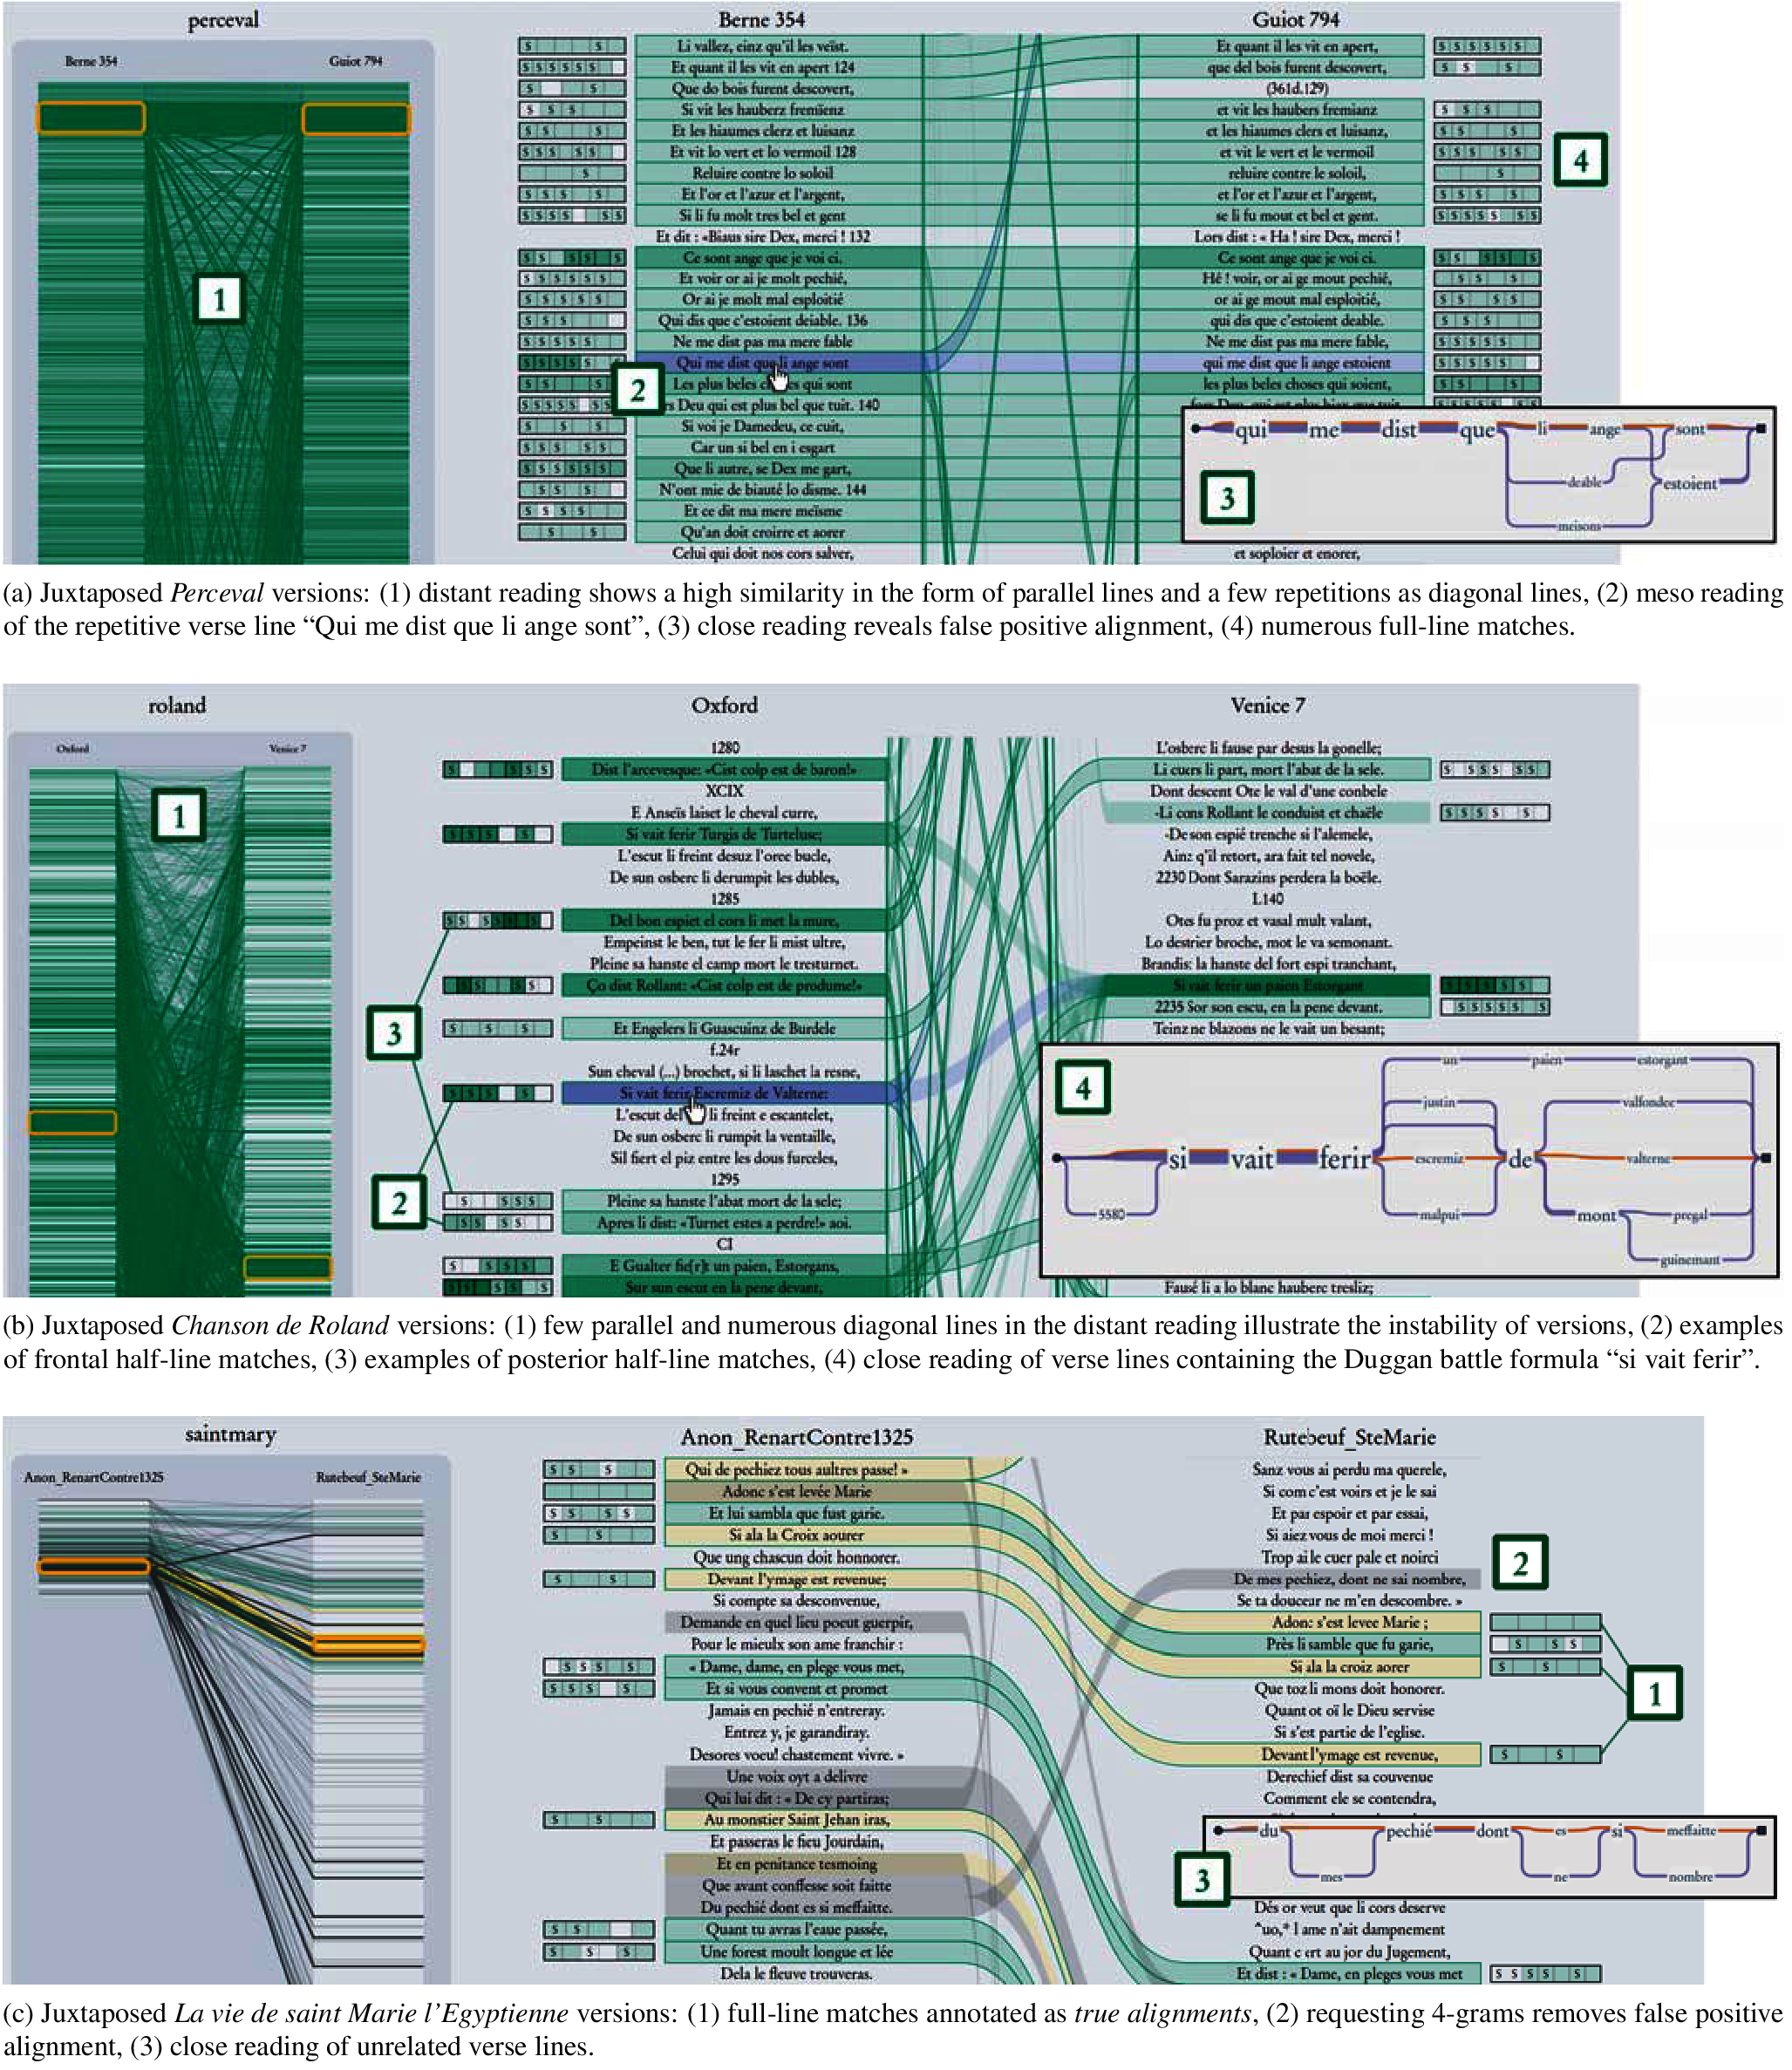 perceval
Berne 354
Guiot 794
Berne 354
Guiot 794
1
Li vallez, einz qu'il les veïst.
Et quant il les vit en apert 124
Que do bois furent descovert,
Si vit les hauberz fremïenz
Et les hiaumes clerz et luisanz
Et vit lo vert et lo vermoil 128
Reluire contre lo soloil
Et l'or et l'azur et l'argent,
Si li fu molt tres bel et gent
Et dit : «Biaus sire Dex, merci ! 132
Ce sont ange que je voi ci.
Et voir or ai je molt pechié,
Or ai je molt mal esploitié
Qui dis que c'estoient deiable. 136
Ne me dist pas ma mere fable
Qui me dist que li ange sont
Les plus beles qui sont
Deu qui est plus bel que tuit. 140
Si voi je Damedeu, ce cuit,
Car un si bel en i esgart
Que li autre, se Dex me gart,
N'ont mie de biauté lo disme. 144
Et ce dit ma mere meïsme
Qu'an doit croirre et aorer
Celui qui doit nos cors salver,
2
Et quant il les vit en apert,
que del bois furent descovert,
(361d.129)
et vit les haubers fremianz
et les hiaumes clers et luisanz,
et vit le vert et le vermoil
reluire contre le soleil,
et l'or et l'azur et l'argent,
se li fu mout et bel et gent.
Lors dist : « Ha ! sire Dex, merci !
Ce sont ange que je voi ci.
Hé ! voir, or ai ge mout pechié,
or ai ge mout mal esploitié,
qui dis que c'estoient deable.
Ne me dist pas ma mere fable,
qui me dist que li ange estoient
les plus beles choses qui soient,
et soploier et enorer,
4
3
qui me dist que li ange sont
deable estoient
meisons
(a) Juxtaposed Perceval versions: (1) distant reading shows a high similarity in the form of parallel lines and a few repetitions as diagonal lines, (2) meso reading
of the repetitive verse line “Qui me dist que li ange sont”, (3) close reading reveals false positive alignment, (4) numerous full-line matches.
roland
Oxford
Venice 7
Oxford
Venice 7
1
1280
Dist l'arcevesque: «Cist colp est de baron!»
XCIX
E Anseïs laiset le cheval curre,
Si vait ferir Turgis de Turteluse;
L'escut li freint desuz l'oree bucle,
De sun osberc li derumpit les dubles,
1285
Del bon espiet el cors li met la mure,
Empeinst le ben, tut le fer li mist ultre,
Pleine sa hanste el camp mort le tresturnet.
Ço dist Rollant: «Cist colp est de produme!»
Et Engelers li Guascuinz de Burdele
f.24r
Sun cheval (...) brochet, si li laschet la resne,
Si vait ferir Escremiz de Valterne:
L'escut del li freint e escantelet,
De sun osberc li rumpit la ventaille,
Sil fiert el piz entre les dous furceles,
1295
Pleine sa hanste l'abat mort de la sele;
Apres li dist: «Turnet estes a perdre!» aoi.
CI
E Gualter fie[r]t un paien, Estorgans,
Sur sun escut en la pene devant,
3
2
L'osberc li fause par desus la gonelle;
Li cuers li part, mort l'abat de la sele.
Dont descent Ote le val d'une conbele
-Li cons Rollant le conduist et chaële
-De son espié trenche si l'alemele,
Ainz q'il retort, ara fait tel novele,
2230 Dont Sarazins perdera la boële.
L140
Otes fu proz et vasal mult valant,
Lo destrier broche, mot le va semonant.
Brandis: la hanste del fort espi tranchant,
Si vait ferir un paien Estorgant
2235 Sor son escu, en la pene devant.
Teinz ne blazons ne le vait un besant;
Fausé li a lo blanc hauberc tresliz;
4
un paien estorgant
justin valfondee
si vait ferir escremiz de valterne
5580 malpui mont pregal
guinemant
(b) Juxtaposed Chanson de Roland versions: (1) few parallel and numerous diagonal lines in the distant reading illustrate the instability of versions, (2) examples
of frontal half-line matches, (3) examples of posterior half-line matches, (4) close reading of verse lines containing the Duggan battle formula “si vait ferir”.
saintmary
Anon_RenartContre1325
Rutebeuf_SteMarie
Anon_RenartContre1325
Rutebeuf_SteMarie
Qui de pechiez tous aultres passe! »
Adonc s'est levée Marie
Et lui sambla que fust garie.
Si ala la Croix aourer
Que ung chascun doit honnorer.
Devant l'ymage est revenue;
Si compte sa desconvenue,
Demande en quel lieu poeut guerpir,
Pour le mieulx son ame franchir :
« Dame, dame, en plege vous met,
Et si vous convent et promet
Jamais en pechié n'entreray.
Entrez y, je garandiray.
Desores voeul chastement vivre. »
Une voix oyt a delivre
Qui lui dit : « De cy partiras;
Au monstier Saint Jehan iras,
Et passeras le fieu Jourdain,
Et en penitance tesmoing
Que avant conffesse soit faitte
Du pechié dont es si meffaitte.
Quant tu avras l'eaue passée,
Une forest moult longue et lée
Dela le fleuve trouveras.
Sanz vous ai perdu ma querele,
Si com c'est voirs et je le sai
Et par espoir et par essai,
Si aiez vous de moi merci !
Trop ai le cuer pale et noirci
De mes pechiez, dont ne sai nombre,
Se ta douceur ne m'en descombre. »
Adonc s'est levee Marie ;
Près li samble que fu garie,
Si ala la croiz aorer
Que toz li mons doit honorer.
Quant ot oï le Dieu servise
Si s'est partie de l'eglise.
Devant l'ymage est revenue,
Derechief dist sa couvenue
Comment ele se contendra,
2
1
3
du pechié dont es si meffaitte
mes ne nombre
Dés or veut que li cors deserve
ame n'ait dampnement
Quant c ert au jor du Jugement,
Et dist : « Dame, en pleges vous met
(c) Juxtaposed La vie de saint Marie l’Egyptienne versions: (1) full-line matches annotated as true alignments, (2) requesting 4-grams removes false positive
alignment, (3) close reading of unrelated verse lines.